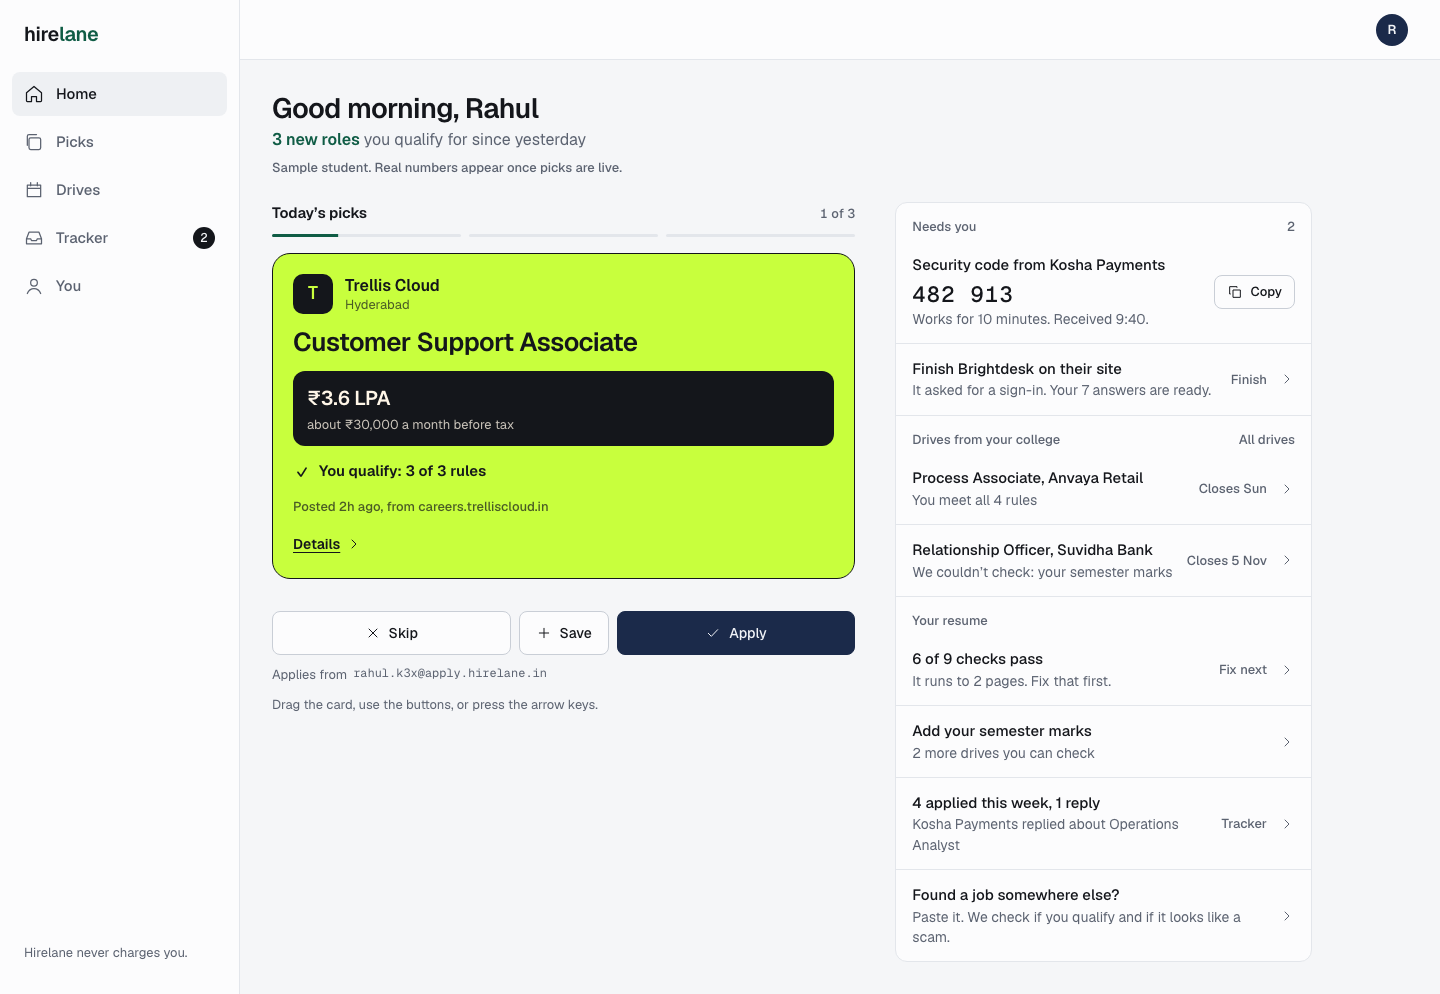 hirelane
R
Home
Picks
Drives
Tracker 2
You
Hirelane never charges you.
Good morning, Rahul
3 new roles you qualify for since yesterday
Sample student. Real numbers appear once picks are live.
Today’s picks 1 of 3
T
Trellis Cloud
Hyderabad
Customer Support Associate
₹3.6 LPA
about ₹30,000 a month before tax
You qualify: 3 of 3 rules
Posted 2h ago, from careers.trelliscloud.in
Details
Skip
Save
Apply
Applies from rahul.k3x@apply.hirelane.in
Drag the card, use the buttons, or press the arrow keys.
Needs you 2
Security code from Kosha Payments
482 913
Copy
Works for 10 minutes. Received 9:40.
Finish Brightdesk on their site
It asked for a sign-in. Your 7 answers are ready.
Finish
Drives from your college All drives
Process Associate, Anvaya Retail
You meet all 4 rules
Closes Sun
Relationship Officer, Suvidha Bank
We couldn’t check: your semester marks
Closes 5 Nov
Your resume
6 of 9 checks pass
It runs to 2 pages. Fix that first.
Fix next
Add your semester marks
2 more drives you can check
4 applied this week, 1 reply
Kosha Payments replied about Operations
Analyst
Tracker
Found a job somewhere else?
Paste it. We check if you qualify and if it looks like a
scam.